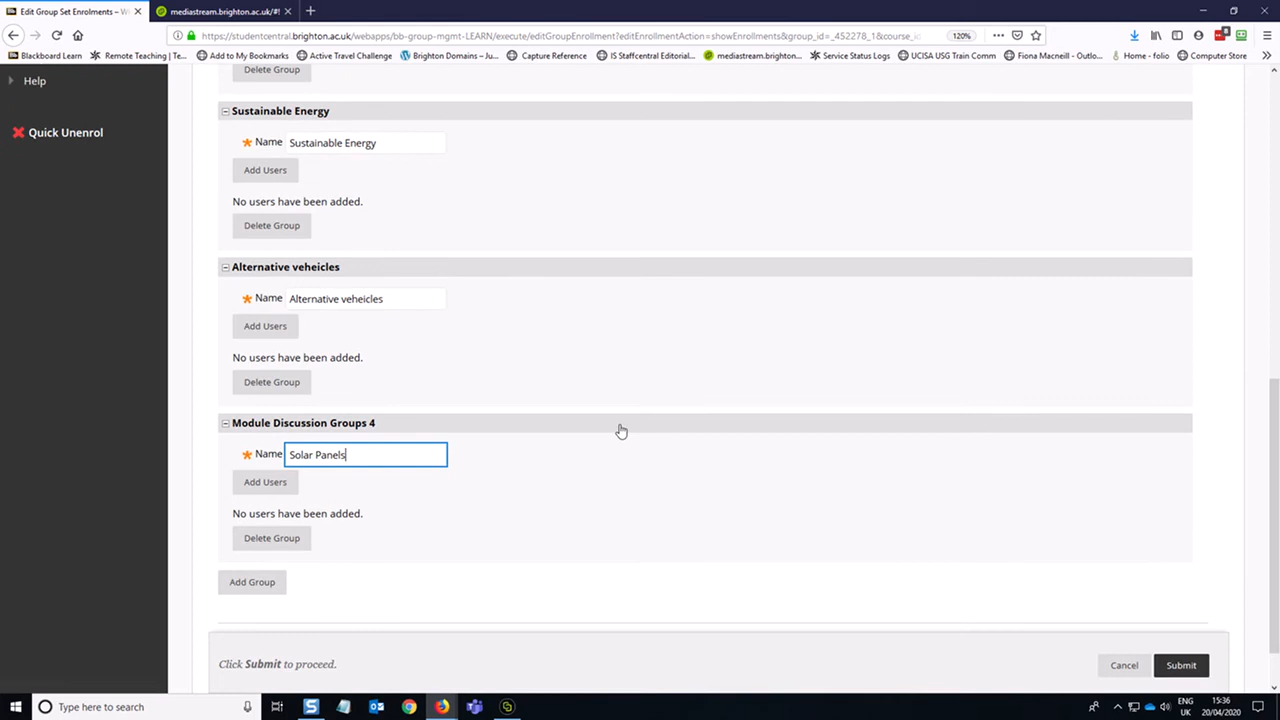 Edit Group Set Enrolments – W
mediastream.brighton.ac.uk/#!
https://studentcentral.brighton.ac.uk/webapps/bb-group-mgmt-LEARN/execute/editGroupEnrollment?editEnrollmentAction=showEnrollments&group_id=_452278_1&course_i
120%
Blackboard Learn
Remote Teaching | Te...
Add to My Bookmarks
Active Travel Challenge
Brighton Domains – Ju...
Capture Reference
IS Staffcentral Editorial...
mediastream.brighton...
Service Status Logs
UCISA USG Train Comm
Fiona Macneill - Outlo...
Home - folio
Computer Store
Help
Quick Unenrol
Delete Group
Sustainable Energy
Name Sustainable Energy
Add Users
No users have been added.
Delete Group
Alternative veheicles
Name Alternative veheicles
Add Users
No users have been added.
Delete Group
Module Discussion Groups 4
Name Solar Panels
Add Users
No users have been added.
Delete Group
Add Group
Click Submit to proceed.
Cancel
Submit
Type here to search
ENG
UK
15:36
20/04/2020